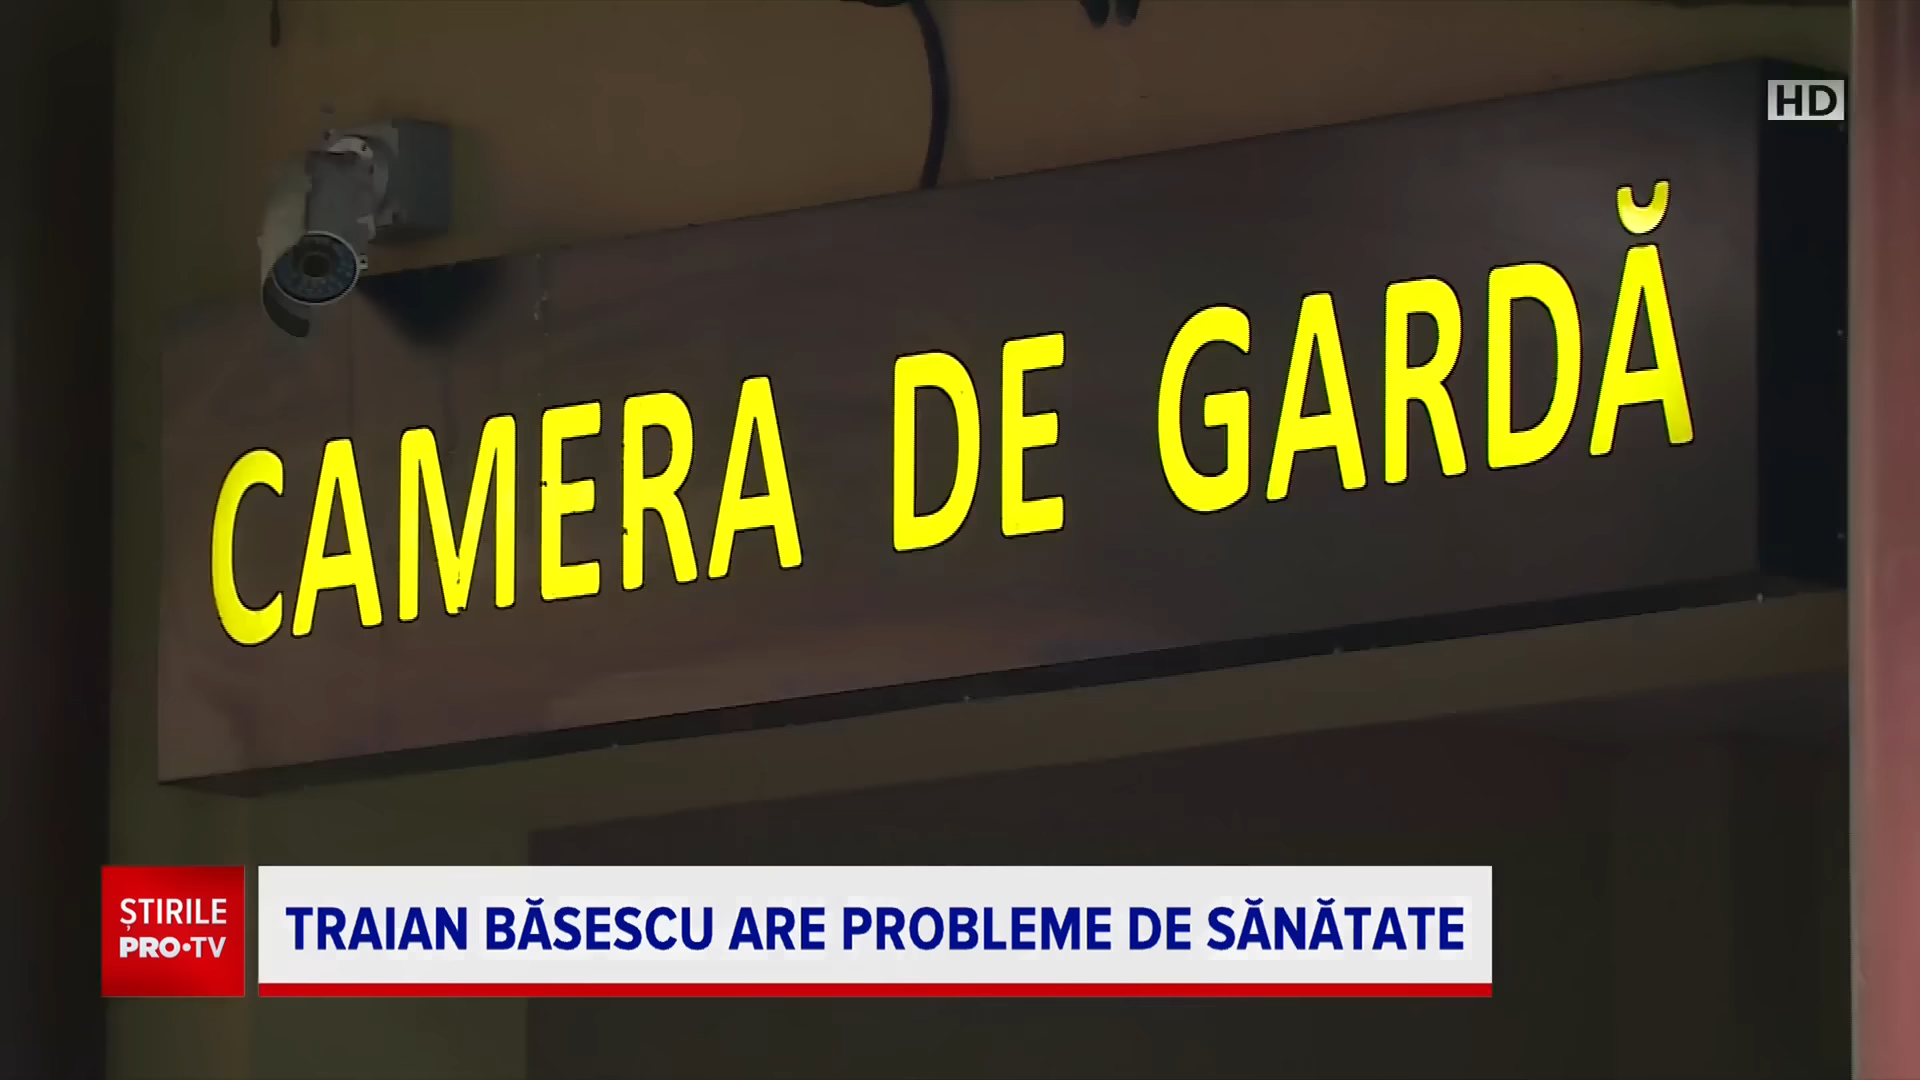 HD
CAMERA DE GARDĂ
ȘTIRILE
PRO•TV
TRAIAN BĂSESCU ARE PROBLEME DE SĂNĂTATE